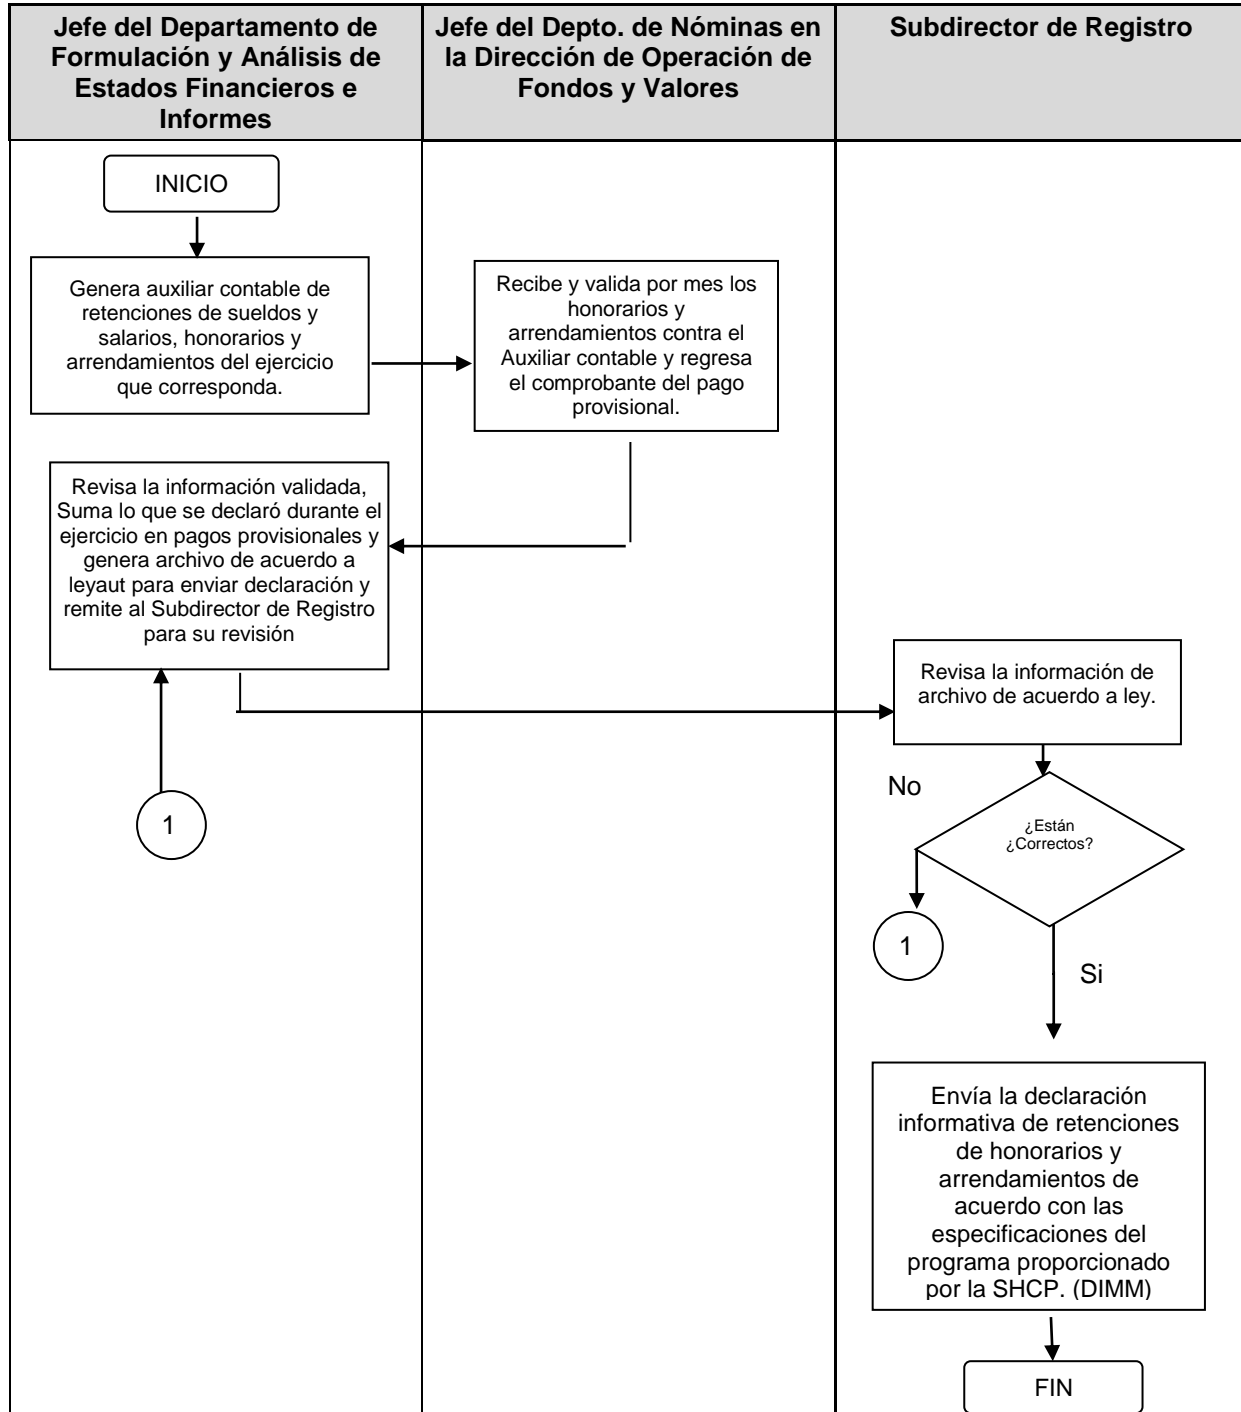 Jefe del Departamento de
Formulación y Análisis de
Estados Financieros e
Informes
Jefe del Depto. de Nóminas en
la Dirección de Operación de
Fondos y Valores
Subdirector de Registro
INICIO
Genera auxiliar contable de
retenciones de sueldos y
salarios, honorarios y
arrendamientos del ejercicio
que corresponda.
Recibe y valida por mes los
honorarios y
arrendamientos contra el
Auxiliar contable y regresa
el comprobante del pago
provisional.
Revisa la información validada,
Suma lo que se declaró durante el
ejercicio en pagos provisionales y
genera archivo de acuerdo a
leyaut para enviar declaración y
remite al Subdirector de Registro
para su revisión
Revisa la información de
archivo de acuerdo a ley.
No
¿Están
¿Correctos?
1
1
Si
Envía la declaración
informativa de retenciones
de honorarios y
arrendamientos de
acuerdo con las
especificaciones del
programa proporcionado
por la SHCP. (DIMM)
FIN